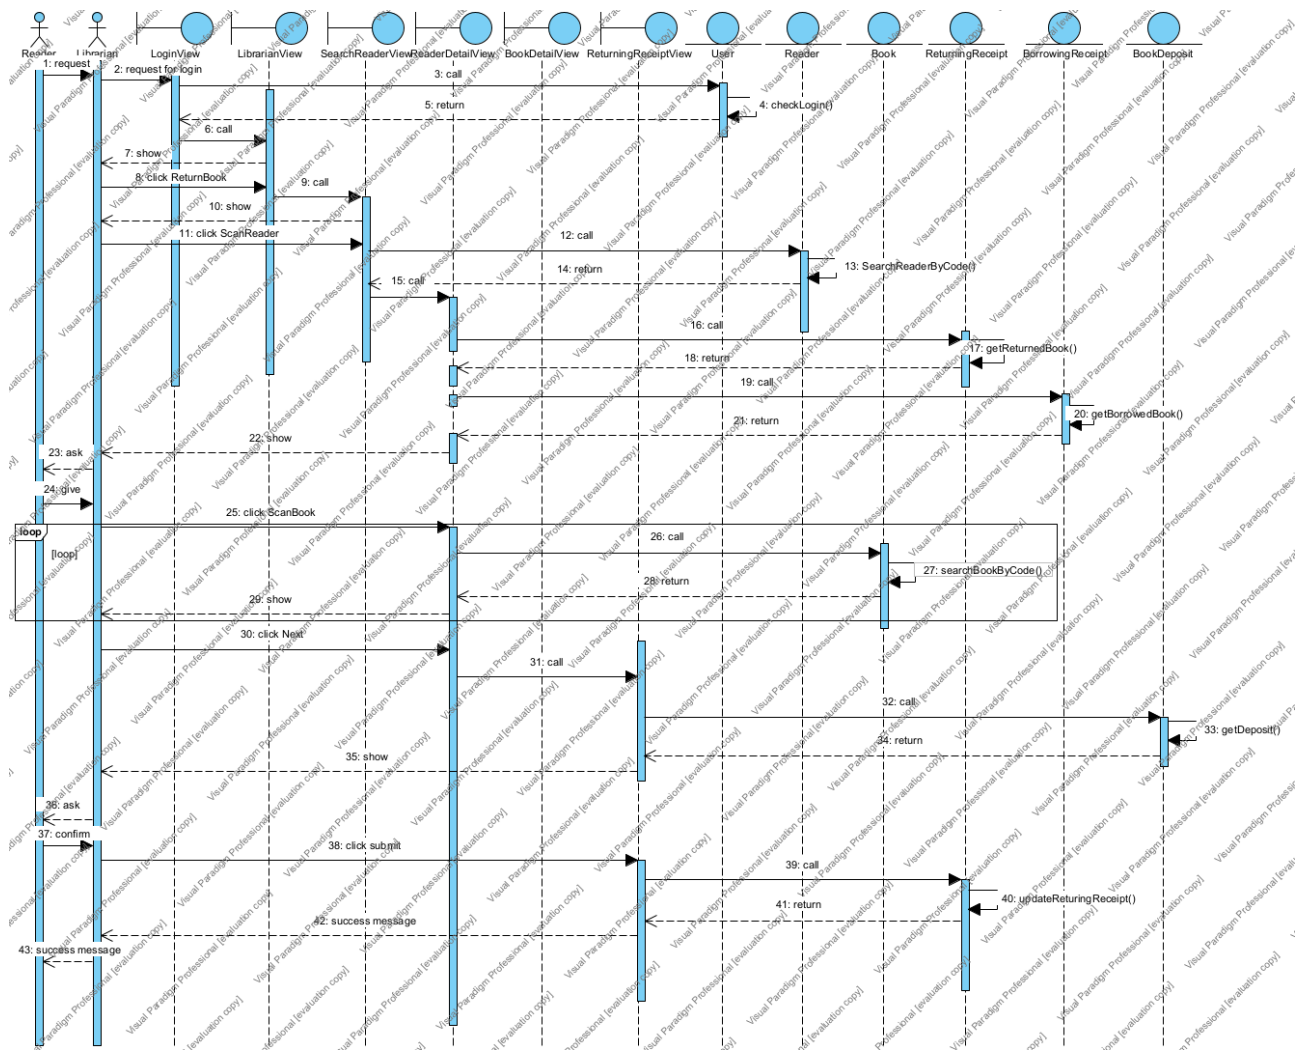 Reader
Librarian
LoginView
LibrarianView
SearchReaderView
ReaderDetailView
BookDetailView
ReturningReceiptView
User
Reader
Book
ReturningReceipt
BorrowingReceipt
BookDeposit
1: request
2: request for login
3: call
4: checkLogin()
5: return
6: call
7: show
8: click ReturnBook
9: call
10: show
11: click ScanReader
12: call
13: SearchReaderByCode()
14: return
15: call
16: call
17: getReturnedBook()
18: return
19: call
20: getBorrowedBook()
21: return
22: show
23: ask
24: give
25: click ScanBook
loop
[loop]
26: call
27: searchBookByCode()
28: return
29: show
30: click Next
31: call
32: call
33: getDeposit()
34: return
35: show
36: ask
37: confirm
38: click submit
39: call
40: updateReturingReceipt()
41: return
42: success message
43: success message
Visual Paradigm Professional [evaluation copy]